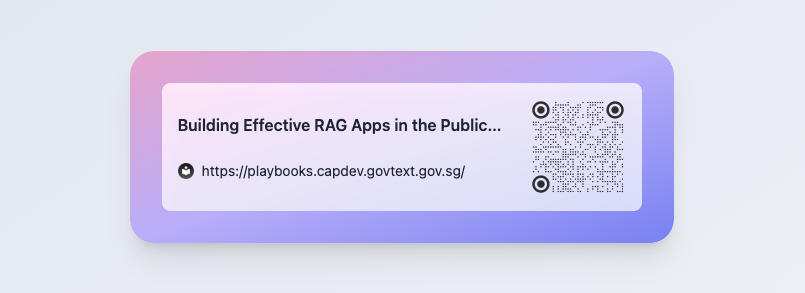 Building Effective RAG Apps in the Public...
https://playbooks.capdev.govtext.gov.sg/